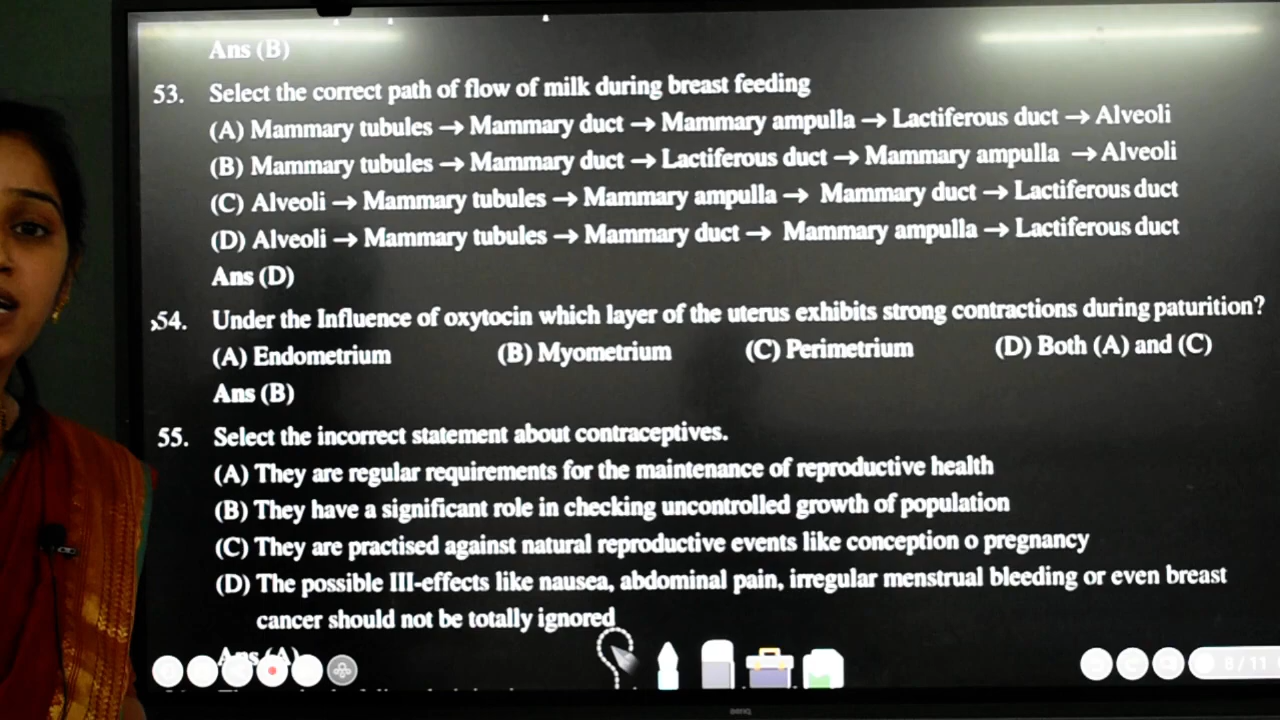 Ans (B)
53. Select the correct path of flow of milk during breast feeding
(A) Mammary tubules → Mammary duct → Mammary ampulla → Lactiferous duct → Alveoli
(B) Mammary tubules → Mammary duct → Lactiferous duct → Mammary ampulla → Alveoli
(C) Alveoli → Mammary tubules → Mammary ampulla → Mammary duct → Lactiferous duct
(D) Alveoli → Mammary tubules → Mammary duct → Mammary ampulla → Lactiferous duct
Ans (D)
54. Under the Influence of oxytocin which layer of the uterus exhibits strong contractions during paturition?
(A) Endometrium (B) Myometrium (C) Perimetrium (D) Both (A) and (C)
Ans (B)
55. Select the incorrect statement about contraceptives.
(A) They are regular requirements for the maintenance of reproductive health
(B) They have a significant role in checking uncontrolled growth of population
(C) They are practised against natural reproductive events like conception o pregnancy
(D) The possible III-effects like nausea, abdominal pain, irregular menstrual bleeding or even breast
cancer should not be totally ignored
Ans (A)
8/11
BENQ